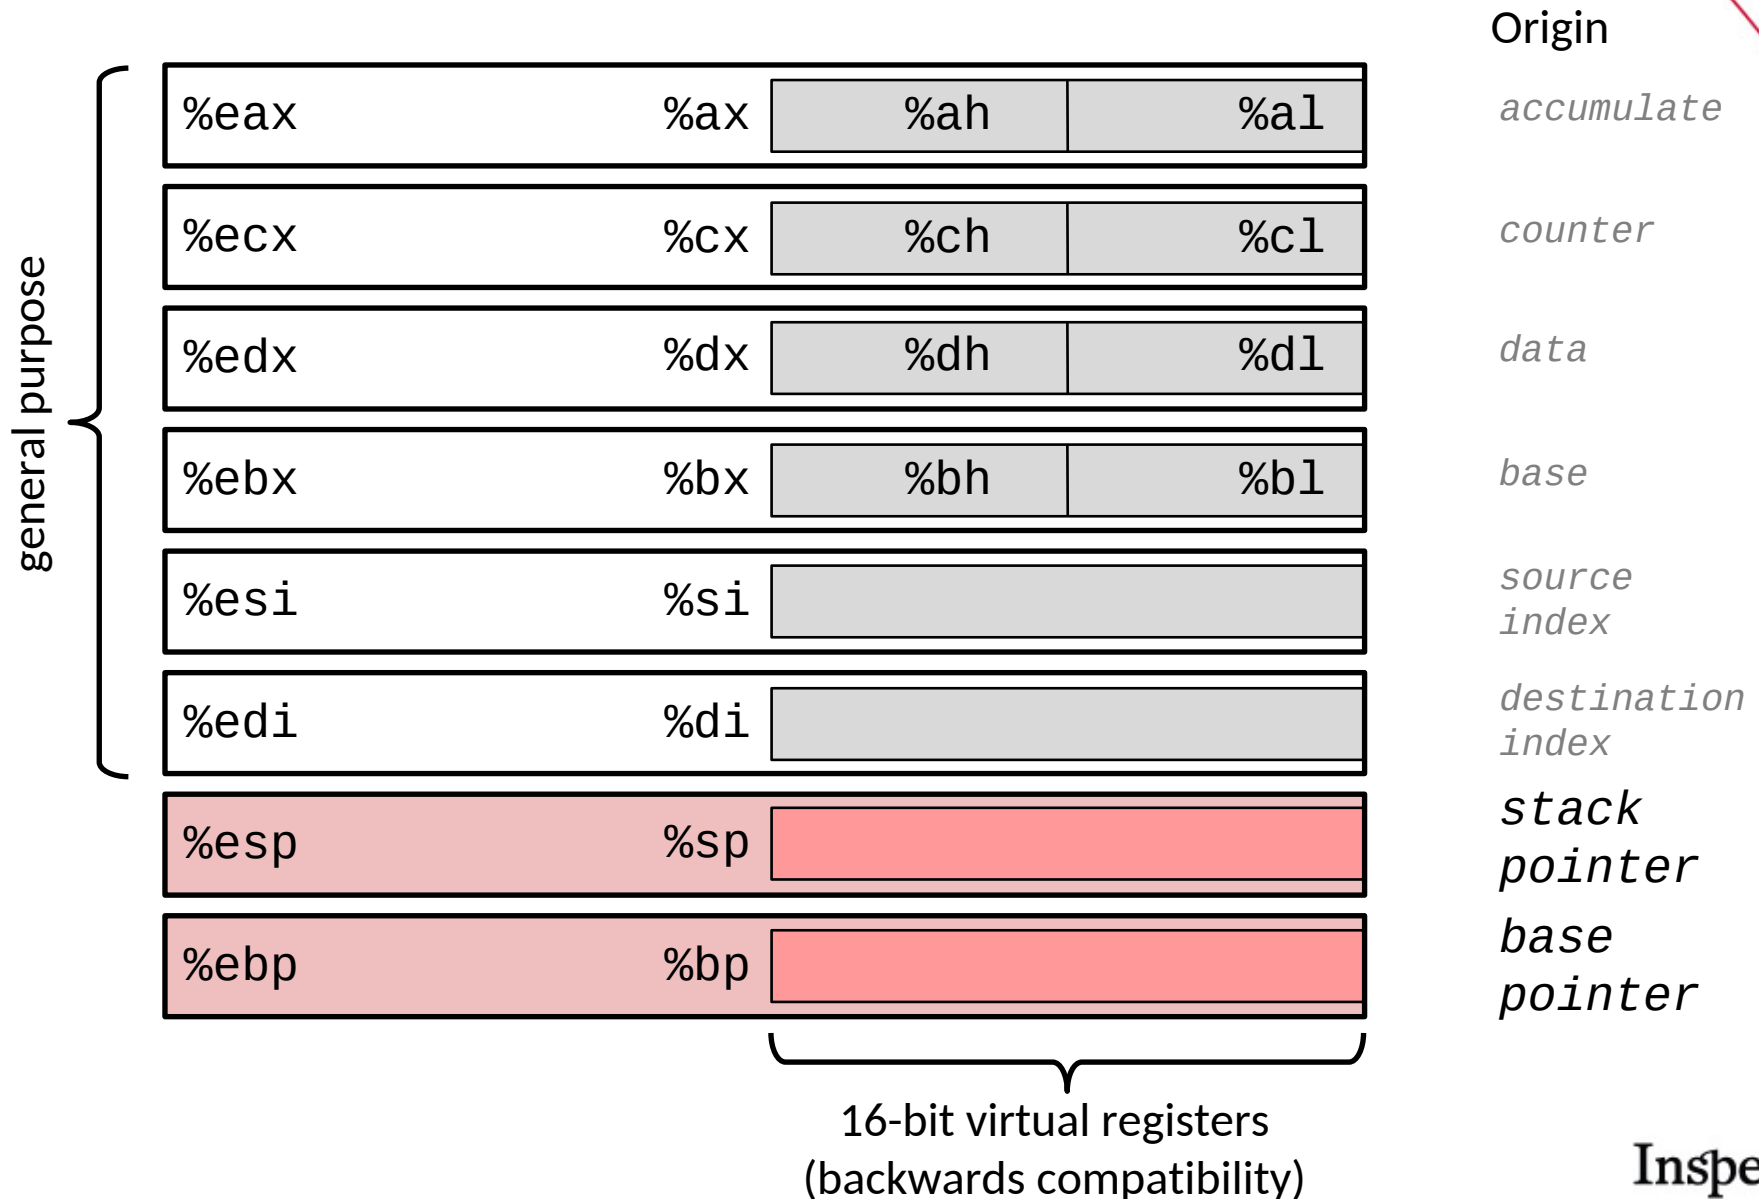 Origin
general purpose
%eax %ax %ah %al accumulate
%ecx %cx %ch %cl counter
%edx %dx %dh %dl data
%ebx %bx %bh %bl base
%esi %si source
index
%edi %di destination
index
%esp %sp stack
pointer
%ebp %bp base
pointer
16-bit virtual registers
(backwards compatibility)
Inspe